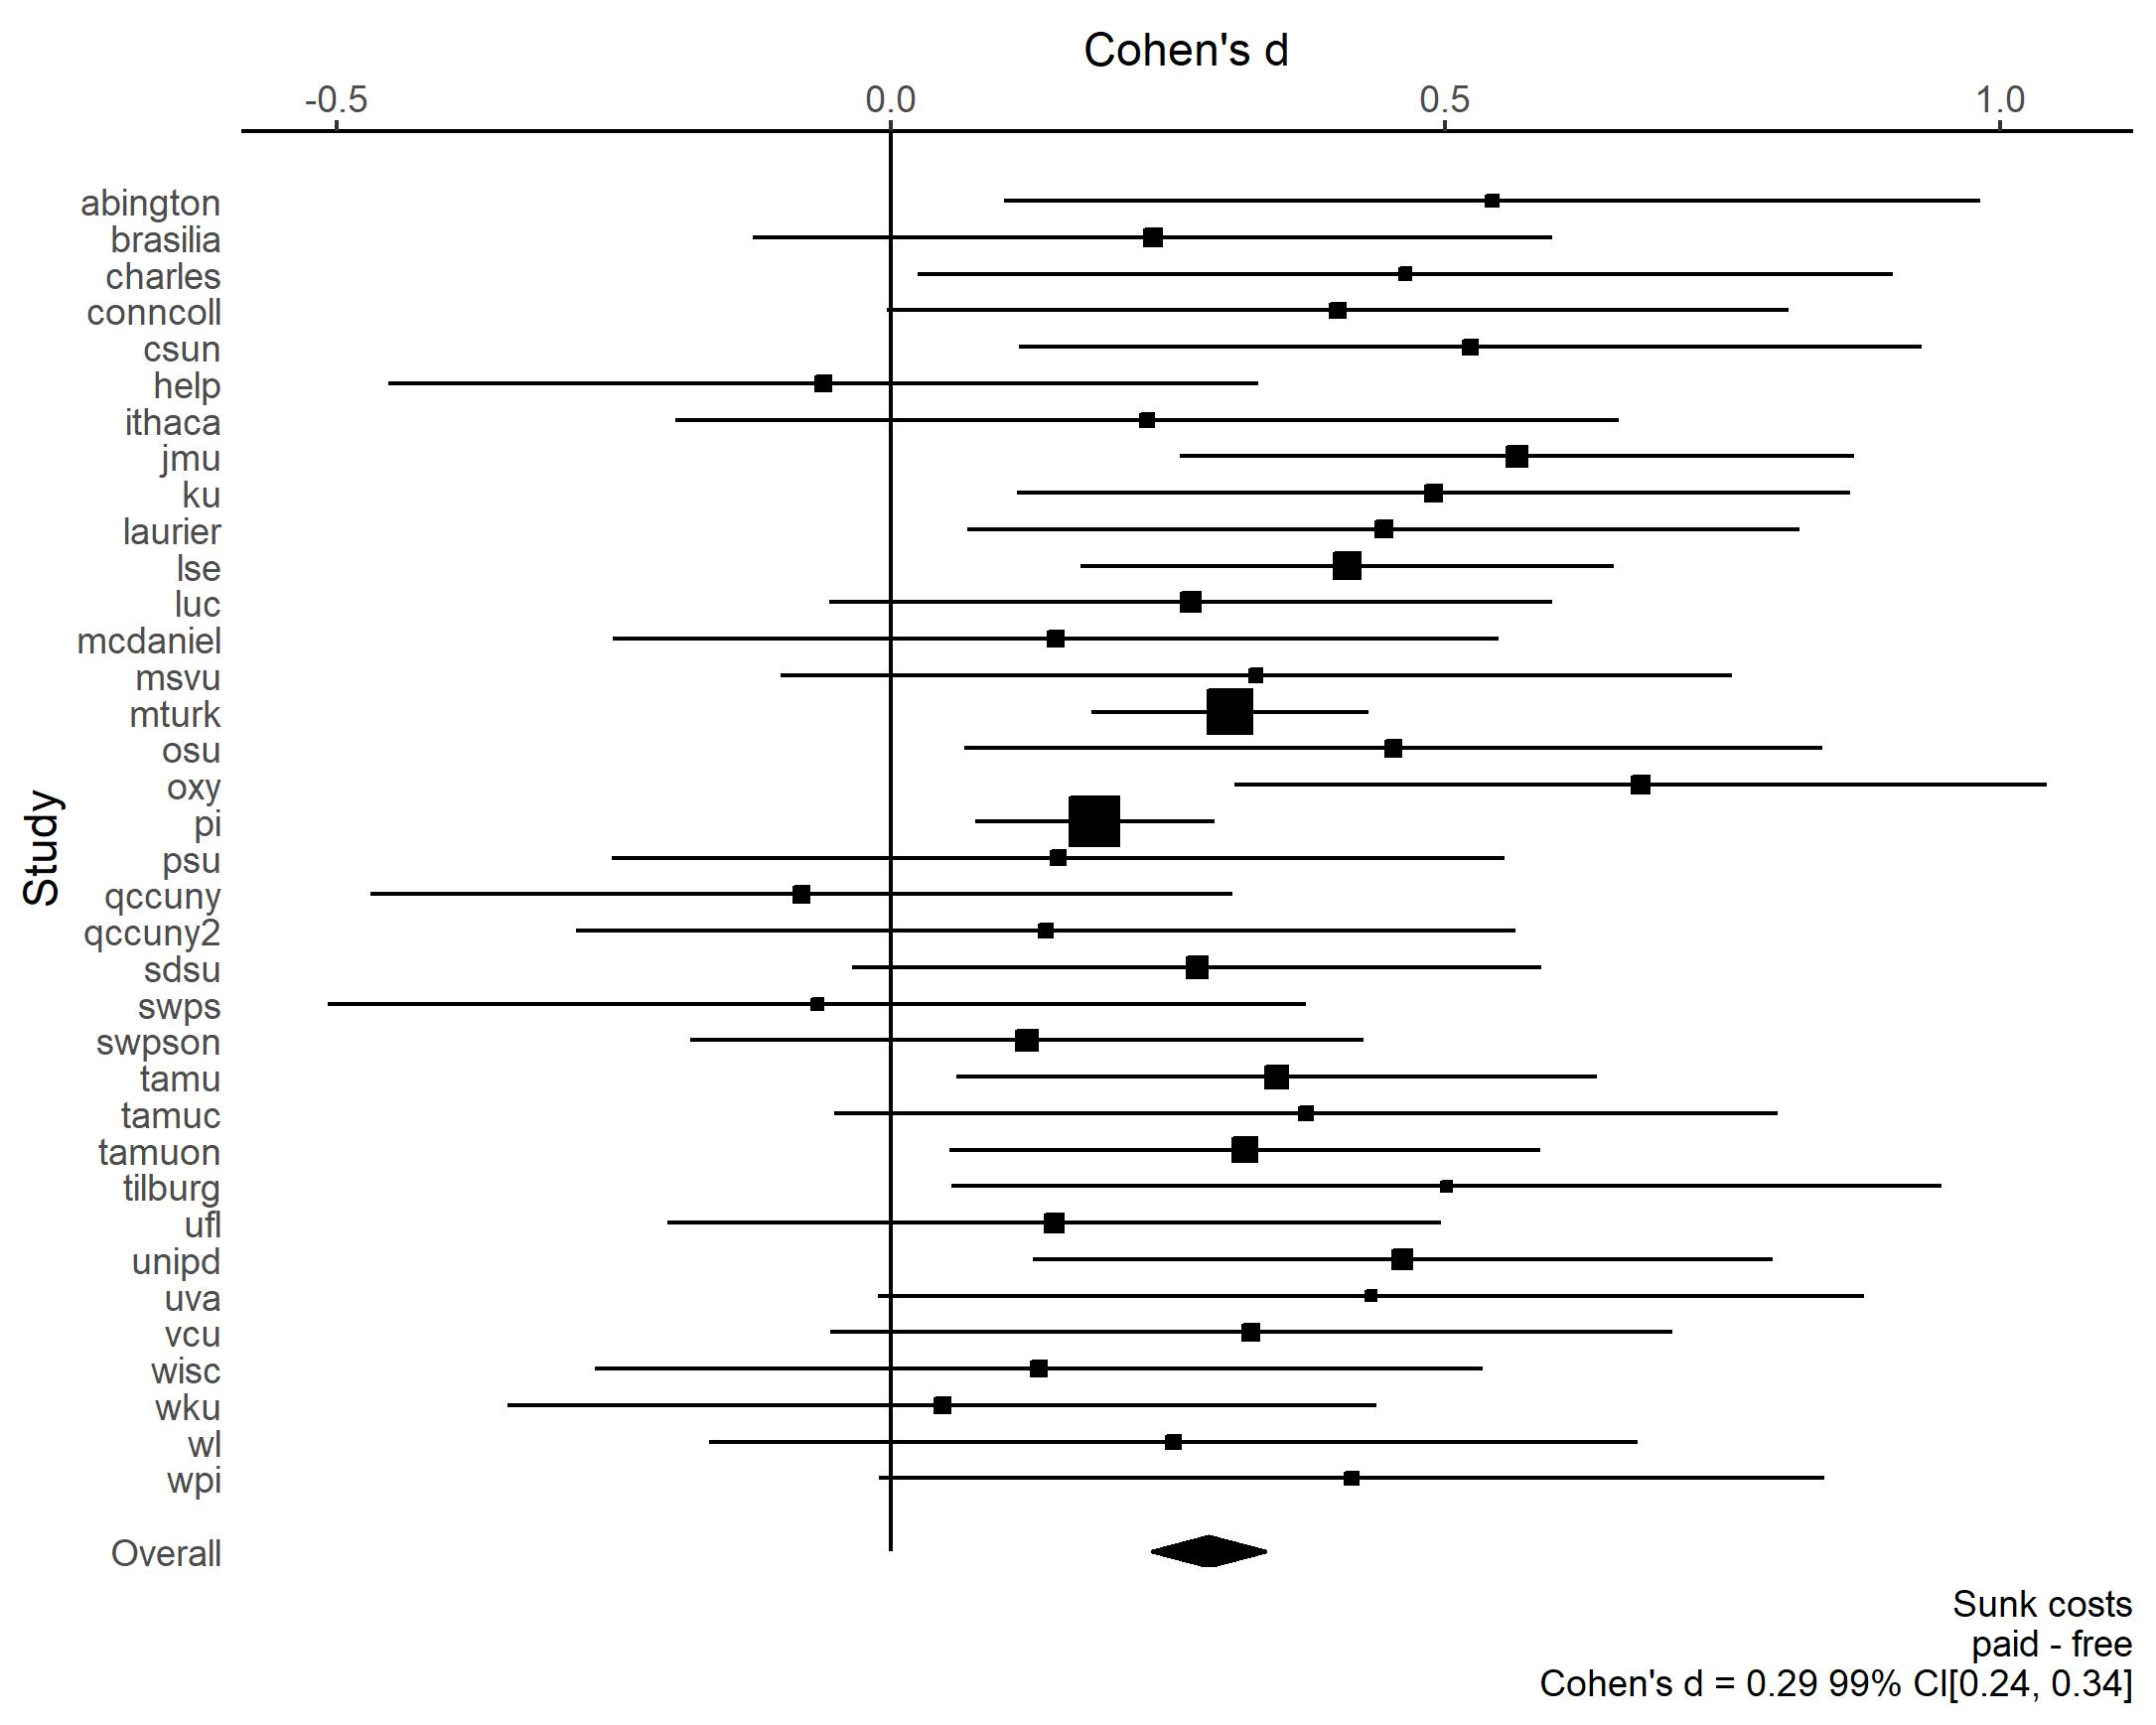 Cohen's d
-0.5 0.0 0.5 1.0
abington
brasilia
charles
conncoll
csun
help
ithaca
jmu
ku
laurier
lse
luc
mcdaniel
msvu
mturk
osu
oxy
pi
psu
qccuny
qccuny2
sdsu
swps
swpson
tamu
tamuc
tamuon
tilburg
ufl
unipd
uva
vcu
wisc
wku
wl
wpi
Overall
Study
Sunk costs
paid - free
Cohen's d = 0.29 99% CI[0.24, 0.34]